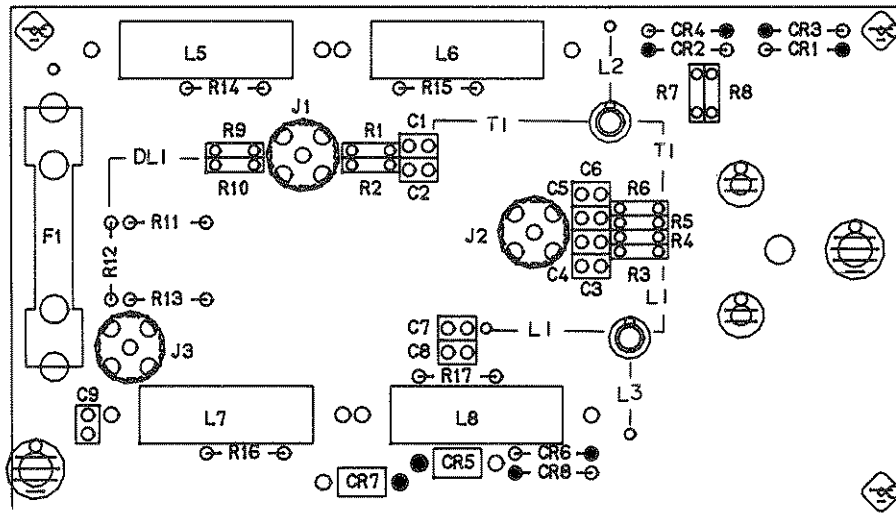 CR4 CR3
CR2 CR1
L5 L6
L2
R14 R15
R7 R8
J1
C1
T1
R9 R1
DL1
R10 R2
C2
T1
C6
C5 R6
F1
R11
R5
J2
R4
R12
C4 R3
C3
R13
L1
C7
L1
C8
J3
R17
C9
L3
L7 L8
R16
CR6
CR5
CR8
CR7